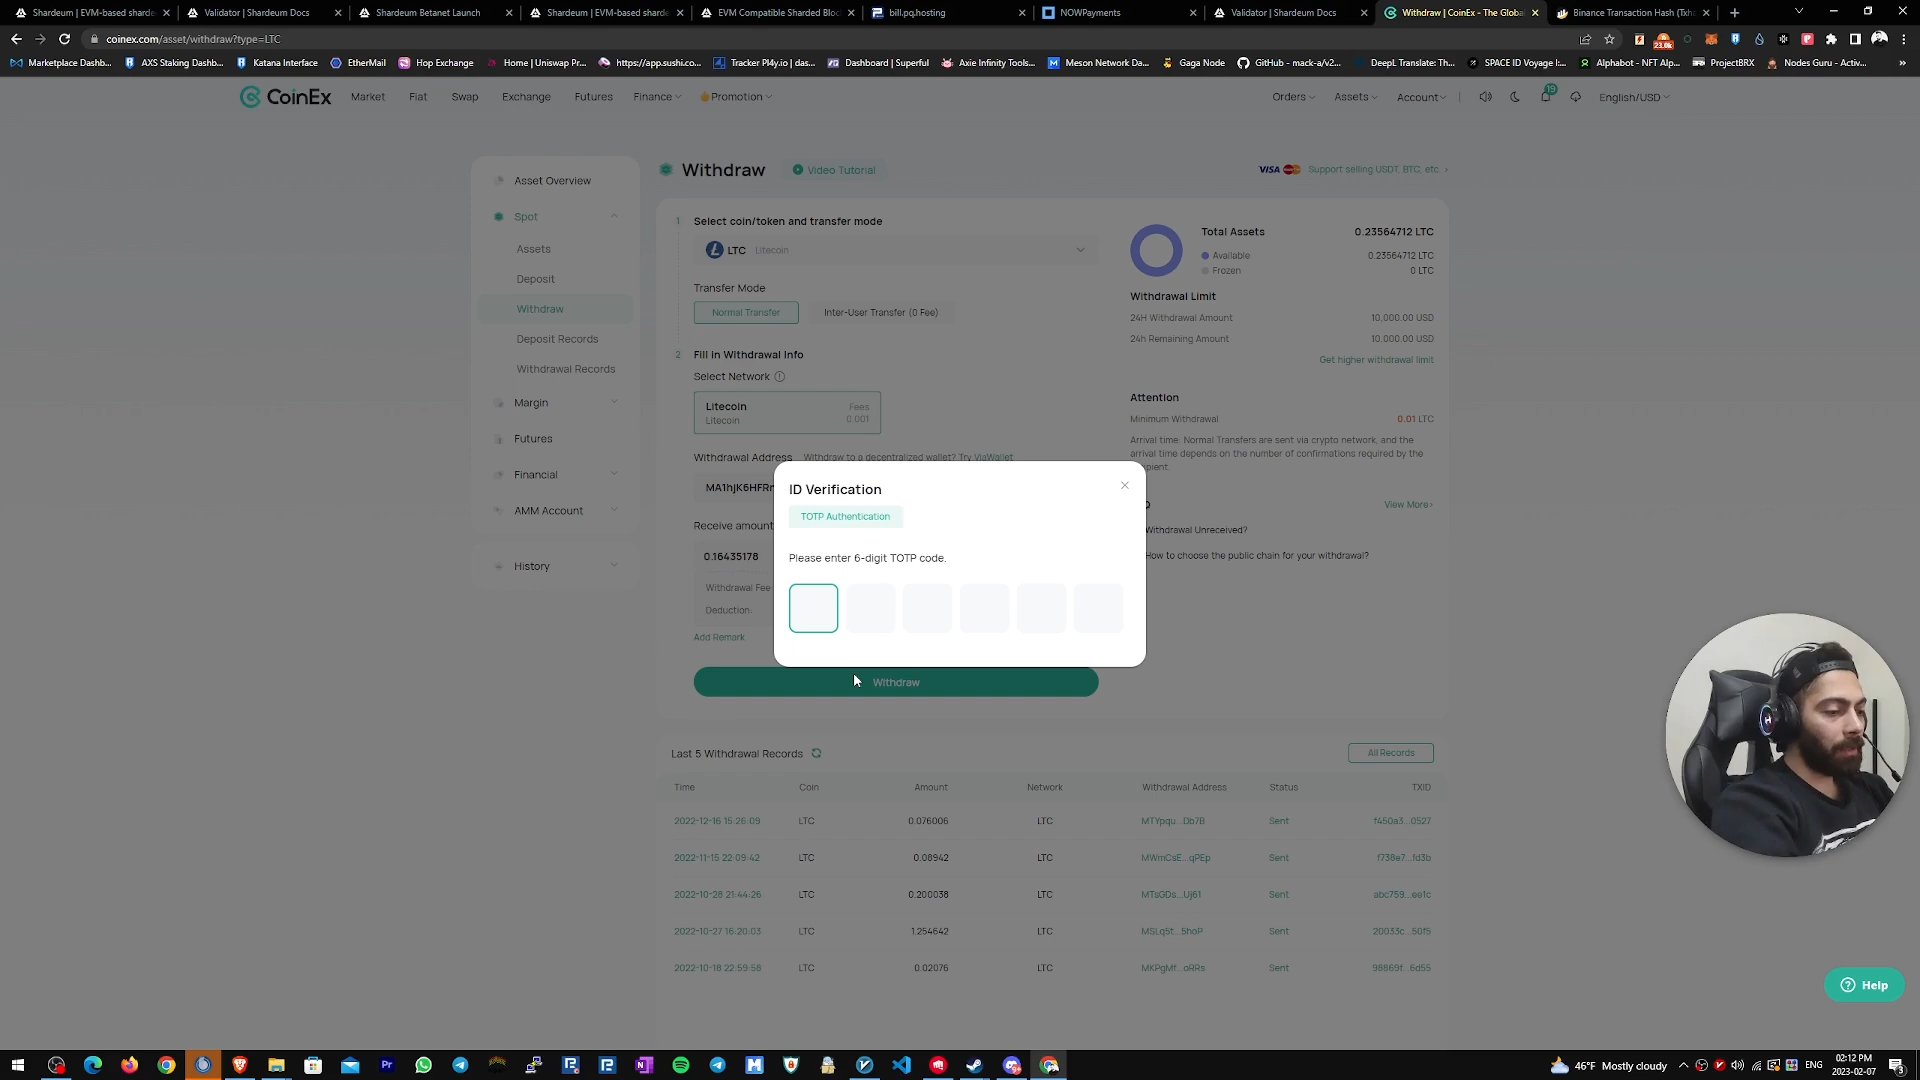 Shardeum | EVM-based sharde
Validator | Shardeum Docs
Shardeum Betanet Launch
Shardeum | EVM-based sharde
EVM Compatible Sharded Bloc
bill.pq.hosting
NOWPayments
Validator | Shardeum Docs
Withdraw | CoinEx - The Globa
Binance Transaction Hash (Txha
coinex.com/asset/withdraw?type=LTC
23.0k
Marketplace Dashb...
AXS Staking Dashb...
Katana Interface
EtherMail
Hop Exchange
Home | Uniswap Pr...
https://app.sushi.co...
Tracker Pl4y.io | das...
Dashboard | Superful
Axie Infinity Tools...
Meson Network Da...
Gaga Node
GitHub - mack-a/v2...
DeepL Translate: Th...
SPACE ID Voyage |:...
Alphabot - NFT Alp...
ProjectBRX
Nodes Guru - Activ...
CoinEx
Market
Fiat
Swap
Exchange
Futures
Finance
Promotion
Orders
Assets
Account
19
English/USD
Asset Overview
Spot
Assets
Deposit
Withdraw
Deposit Records
Withdrawal Records
Margin
Futures
Financial
AMM Account
History
Withdraw
Video Tutorial
VISA
Support selling USDT, BTC, etc. ›
1 Select coin/token and transfer mode
LTC Litecoin
Transfer Mode
Normal Transfer
Inter-User Transfer (0 Fee)
2 Fill in Withdrawal Info
Select Network
Litecoin Fees
Litecoin 0.001
Withdrawal Address Withdraw to a decentralized wallet? Try ViaWallet
MA1hjK6HFRn
Receive amount
0.16435178
Withdrawal Fee
Deduction:
Add Remark
Withdraw
Total Assets 0.23564712 LTC
Available 0.23564712 LTC
Frozen 0 LTC
Withdrawal Limit
24H Withdrawal Amount 10,000.00 USD
24h Remaining Amount 10,000.00 USD
Get higher withdrawal limit
Attention
Minimum Withdrawal 0.01 LTC
Arrival time: Normal Transfers are sent via crypto network, and the
arrival time depends on the number of confirmations required by the
cipient.
View More›
Withdrawal Unreceived?
How to choose the public chain for your withdrawal?
ID Verification
TOTP Authentication
Please enter 6-digit TOTP code.
Last 5 Withdrawal Records
All Records
Time Coin Amount Network Withdrawal Address Status TXID
2022-12-16 15:26:09 LTC 0.076006 LTC MTYpqu...Db7B Sent f450a3...0527
2022-11-15 22:09:42 LTC 0.08942 LTC MWmCsE...qPEp Sent f738e7...fd3b
2022-10-28 21:44:26 LTC 0.200038 LTC MTsGDs...Uj61 Sent abc759...ee1c
2022-10-27 16:20:03 LTC 1.254642 LTC MSLq5t...5hoP Sent 20033c...50f5
2022-10-18 22:59:58 LTC 0.02076 LTC MKPgMf...oRRs Sent 98869f...6d55
Help
46°F Mostly cloudy
ENG
02:12 PM
2023-02-07